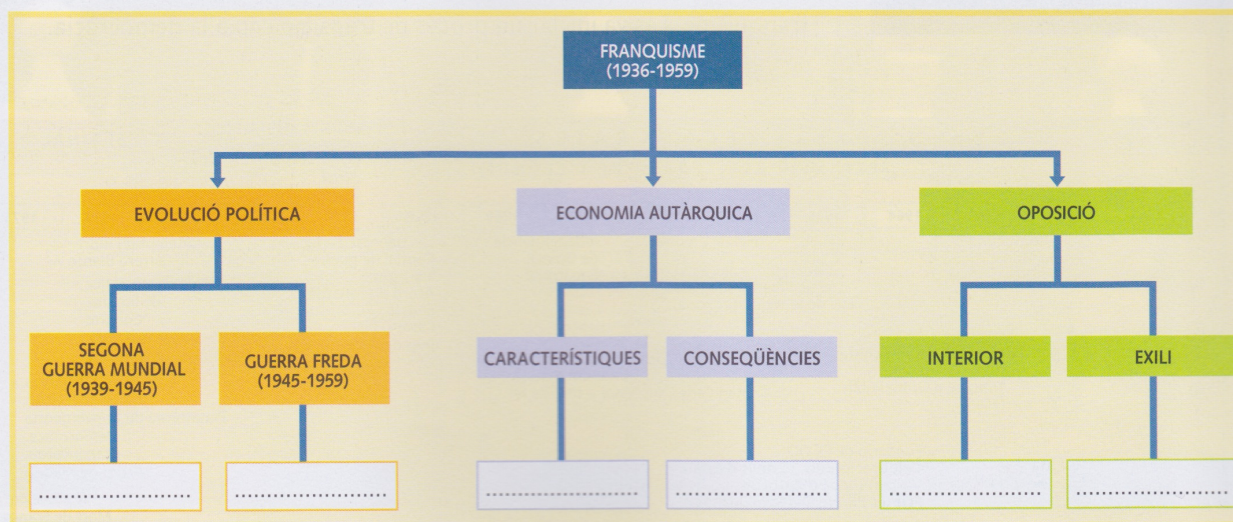 FRANQUISME
(1936-1959)
EVOLUCIÓ POLÍTICA
ECONOMIA AUTÀRQUICA
OPOSICIÓ
SEGONA
GUERRA MUNDIAL
(1939-1945)
GUERRA FREDA
(1945-1959)
CARACTERÍSTIQUES
CONSEQÜÈNCIES
INTERIOR
EXILI